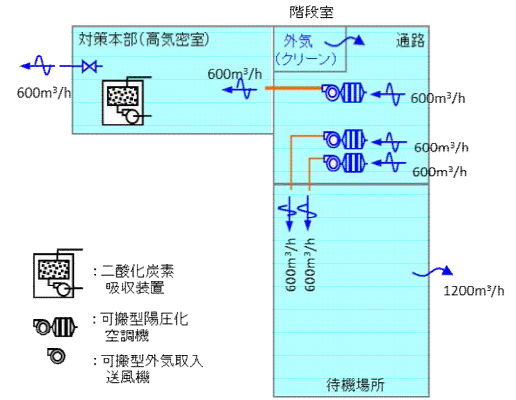 階段室
対策本部(高気密室)
外気
(クリーン)
通路
600m³/h
600m³/h
600m³/h
600m³/h
600m³/h
600m³/h
600m³/h
1200m³/h
:二酸化炭素
吸収装置
:可搬型陽圧化
空調機
:可搬型外気取入
送風機
待機場所